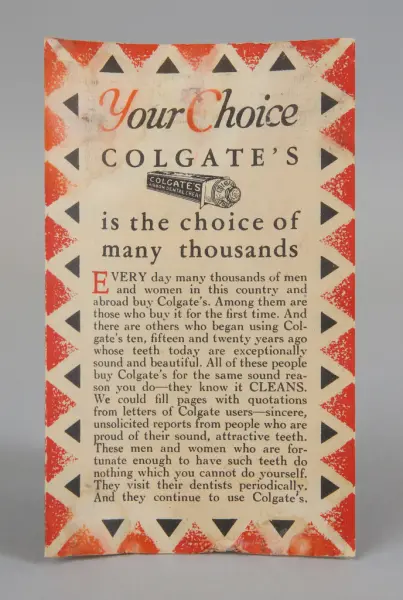 Your Choice
COLGATE'S
COLGATE'S
RIBBON DENTAL CREAM
is the choice of
many thousands
EVERY day many thousands of men
and women in this country and
abroad buy Colgate's. Among them are
those who buy it for the first time. And
there are others who began using Col-
gate's ten, fifteen and twenty years ago
whose teeth today are exceptionally
sound and beautiful. All of these people
buy Colgate's for the same sound rea-
son you do—they know it CLEANS.
We could fill pages with quotations
from letters of Colgate users—sincere,
unsolicited reports from people who are
proud of their sound, attractive teeth.
These men and women who are for-
tunate enough to have such teeth do
nothing which you cannot do yourself.
They visit their dentists periodically.
And they continue to use Colgate's.